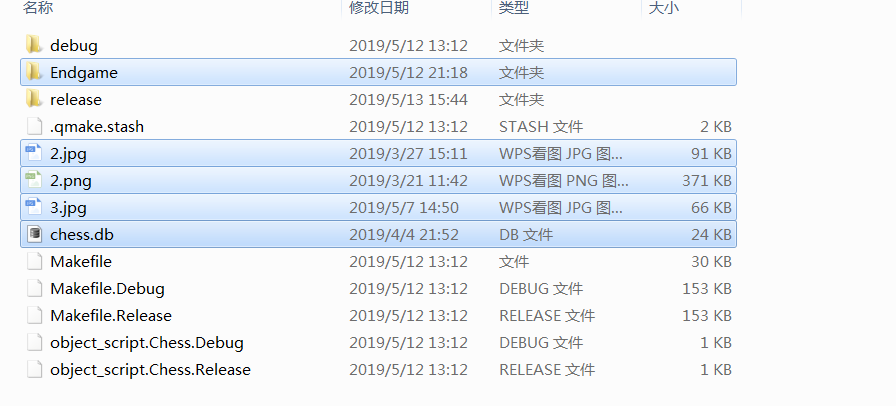 名称 修改日期 类型 大小
debug 2019/5/12 13:12 文件夹
Endgame 2019/5/12 21:18 文件夹
release 2019/5/13 15:44 文件夹
.qmake.stash 2019/5/12 13:12 STASH 文件 2 KB
2.jpg 2019/3/27 15:11 WPS看图 JPG 图... 91 KB
2.png 2019/3/21 11:42 WPS看图 PNG 图... 371 KB
3.jpg 2019/5/7 14:50 WPS看图 JPG 图... 66 KB
chess.db 2019/4/4 21:52 DB 文件 24 KB
Makefile 2019/5/12 13:12 文件 30 KB
Makefile.Debug 2019/5/12 13:12 DEBUG 文件 153 KB
Makefile.Release 2019/5/12 13:12 RELEASE 文件 153 KB
object_script.Chess.Debug 2019/5/12 13:12 DEBUG 文件 1 KB
object_script.Chess.Release 2019/5/12 13:12 RELEASE 文件 1 KB